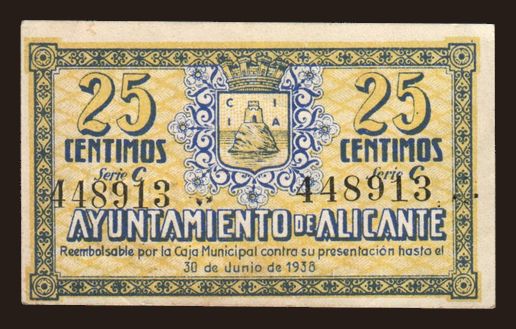 25 CENTIMOS
Serie C
448913
C I
I A
25 CENTIMOS
Serie C
448913
AYUNTAMIENTO DE ALICANTE
Reembolsable por la Caja Municipal contra su presentación hasta el
30 de Junio de 1938